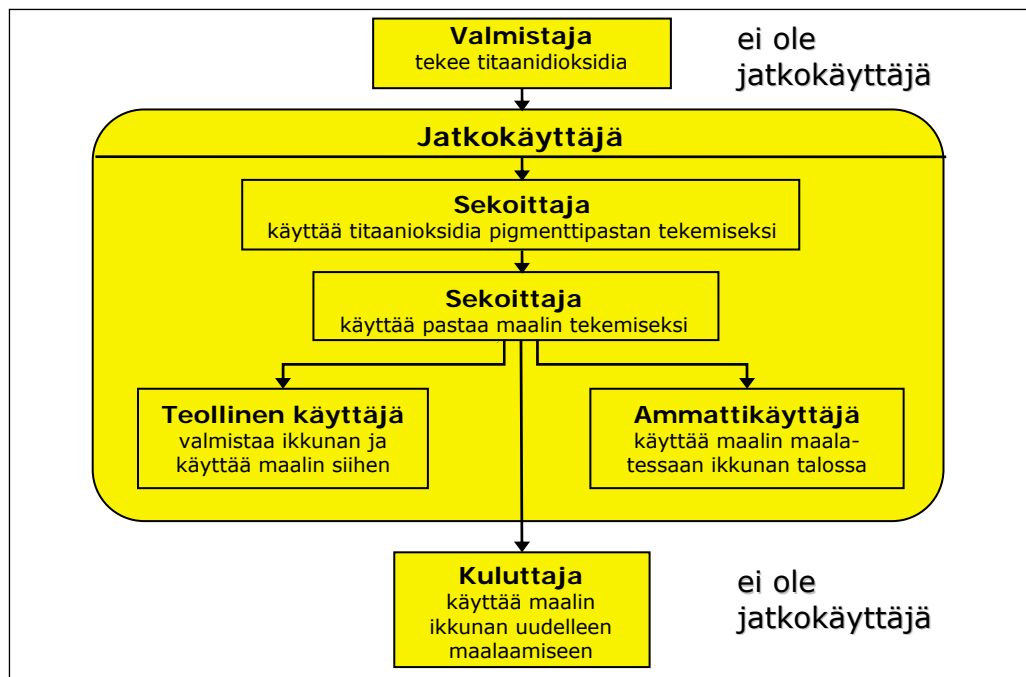 Valmistaja
tekee titaanidioksidia
ei ole
jatkokäyttäjä
Jatkokäyttäjä
Sekoittaja
käyttää titaanioksidia pigmenttipastan tekemiseksi
Sekoittaja
käyttää pastaa maalin tekemiseksi
Teollinen käyttäjä
valmistaa ikkunan ja
käyttää maalin siihen
Ammattikäyttäjä
käyttää maalin maala-
tessaan ikkunan talossa
Kuluttaja
käyttää maalin
ikkunan uudelleen
maalaamiseen
ei ole
jatkokäyttäjä